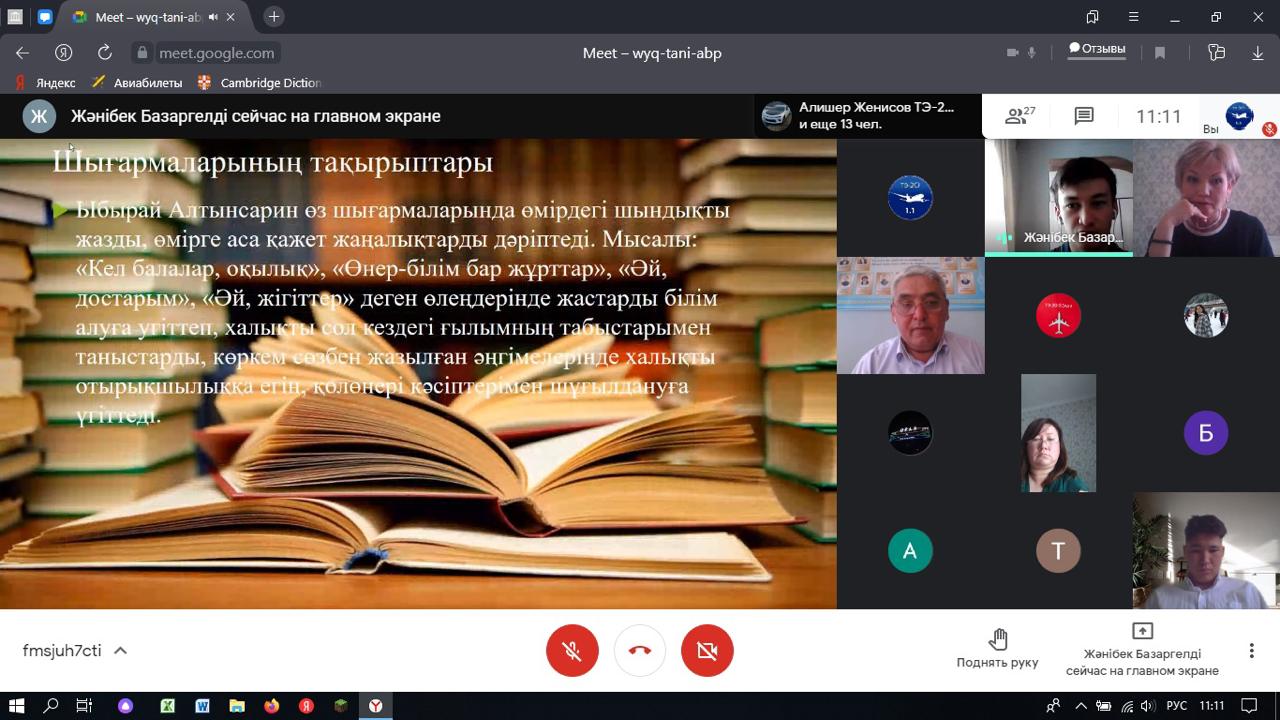 Meet – wyq-tani-ab
meet.google.com
Meet – wyq-tani-abp
Отзывы
Яндекс
Авиабилеты
Cambridge Diction
Ж
Жәнібек Базаргелді сейчас на главном экране
Алишер Женисов ТЭ-2...
и еще 13 чел.
27
11:11
Вы
Шығармаларының тақырыптары
Ыбырай Алтынсарин өз шығармаларында өмірдегі шындықты
жазды, өмірге аса қажет жаңалықтарды дәріптеді. Мысалы:
«Кел балалар, оқылық», «Өнер-білім бар жұрттар», «Әй,
достарым», «Әй, жігіттер» деген өлеңдерінде жастарды білім
алуға үгіттеп, халықты сол кездегі ғылымның табыстарымен
таныстарды, көркем сөзбен жазылған әңгімелерінде халықты
отырықшылыққа егін, қолөнері кәсіптерімен шұғылдануға
үгіттеді.
1.1
Жәнібек Базар...
Б
А
Т
fmsjuh7cti
Поднять руку
Жәнібек Базаргелді
сейчас на главном экране
РУС
11:11